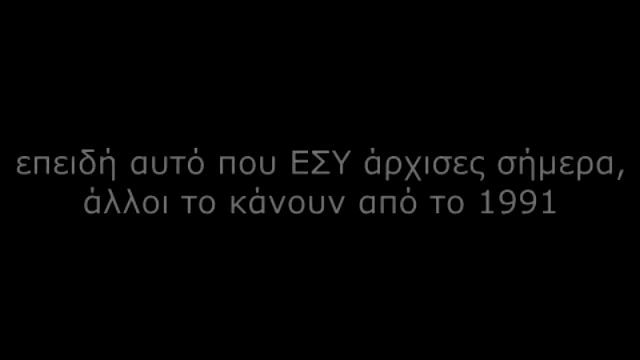 επειδή αυτό που ΕΣΥ άρχισες σήμερα,
άλλοι το κάνουν από το 1991